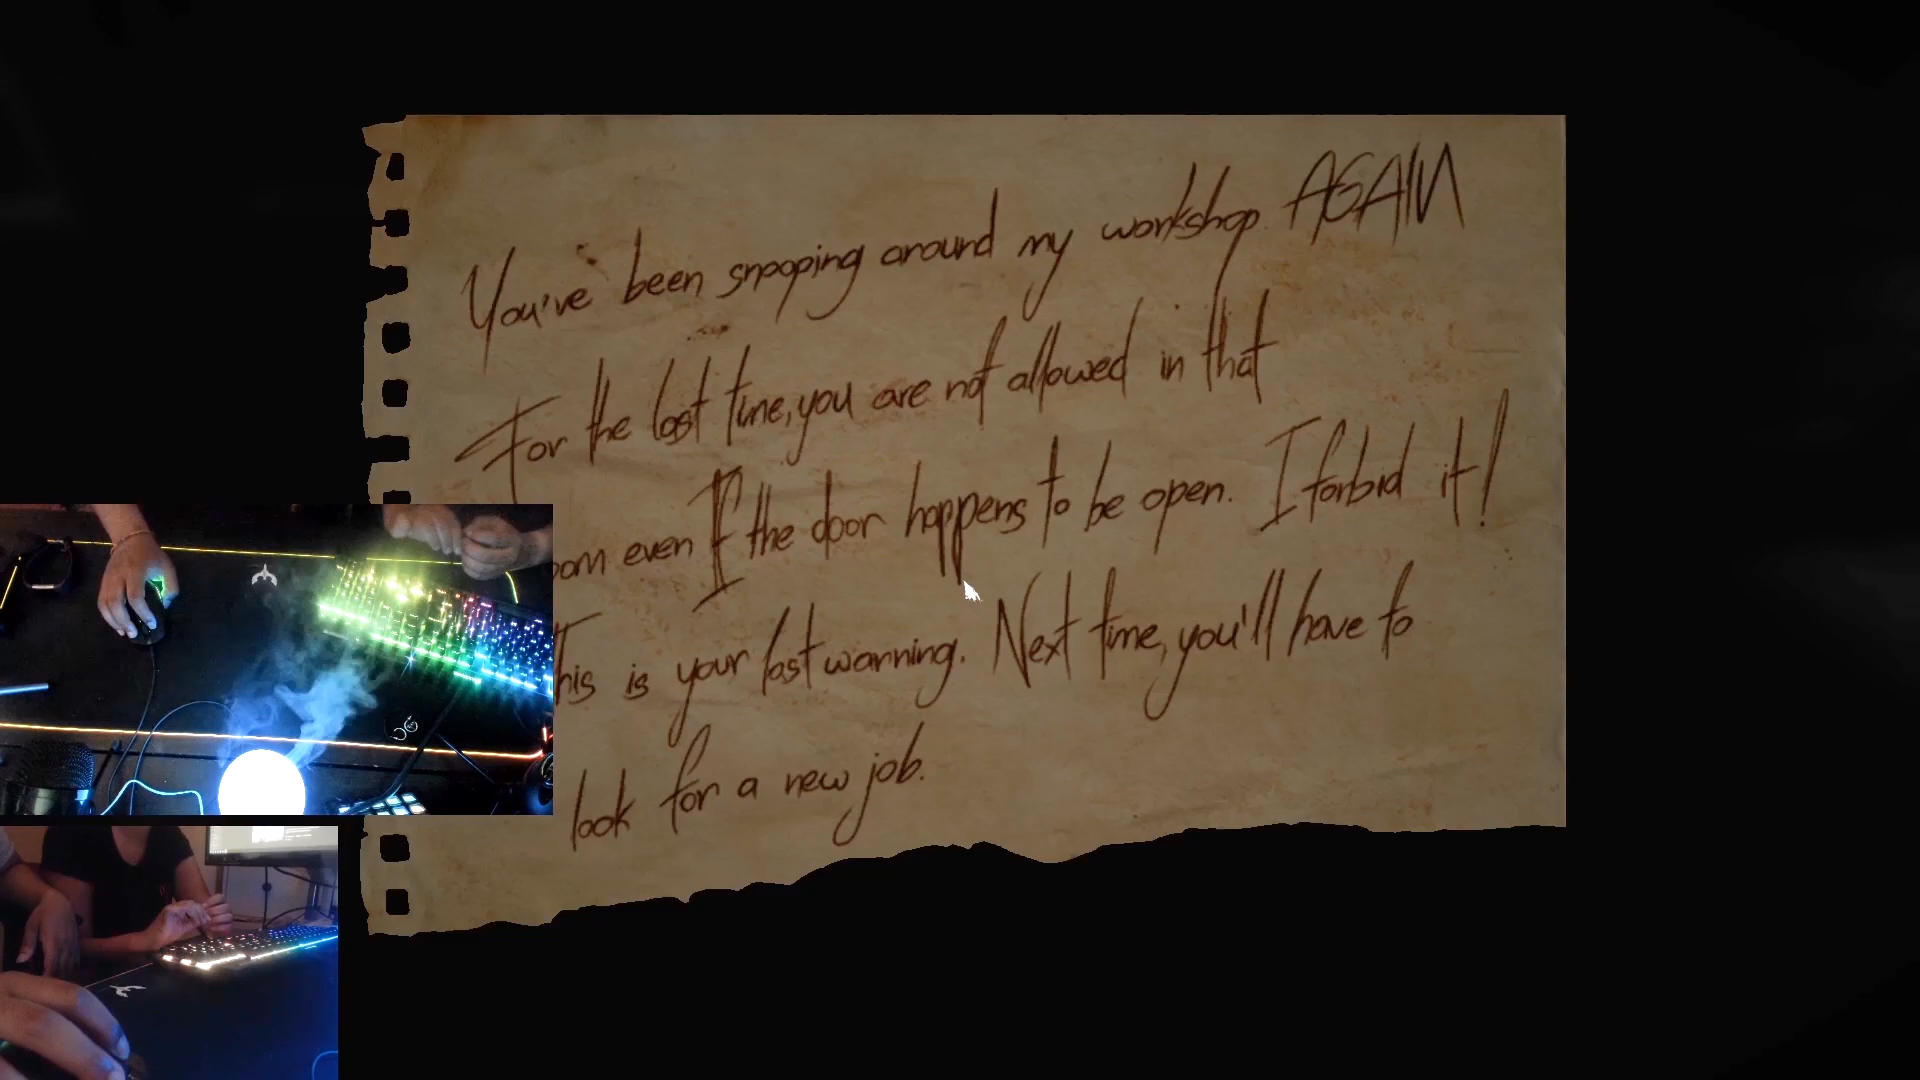 You've been snooping around my workshop AGAIN
For the last time, you are not allowed in that
even If the door happens to be open. I forbid it!
is your last warning. Next time, you'll have to
look for a new job.